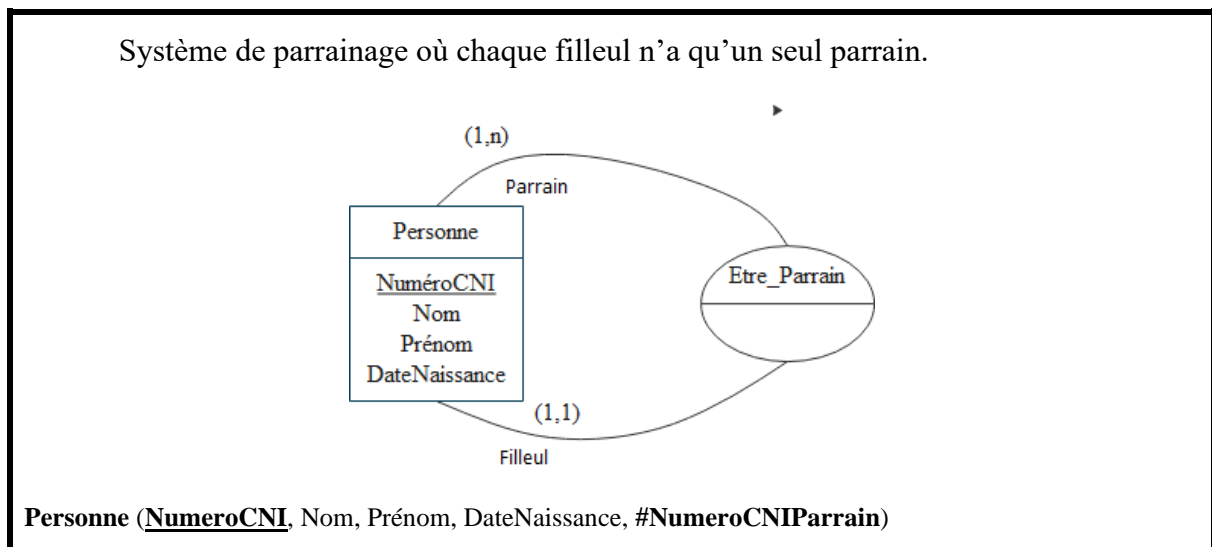 Système de parrainage où chaque filleul n’a qu’un seul parrain.
(1,n)
Parrain
Personne
NuméroCNI
Nom
Prénom
DateNaissance
Etre_Parrain
(1,1)
Filleul
Personne (NumeroCNI, Nom, Prénom, DateNaissance, #NumeroCNIParrain)